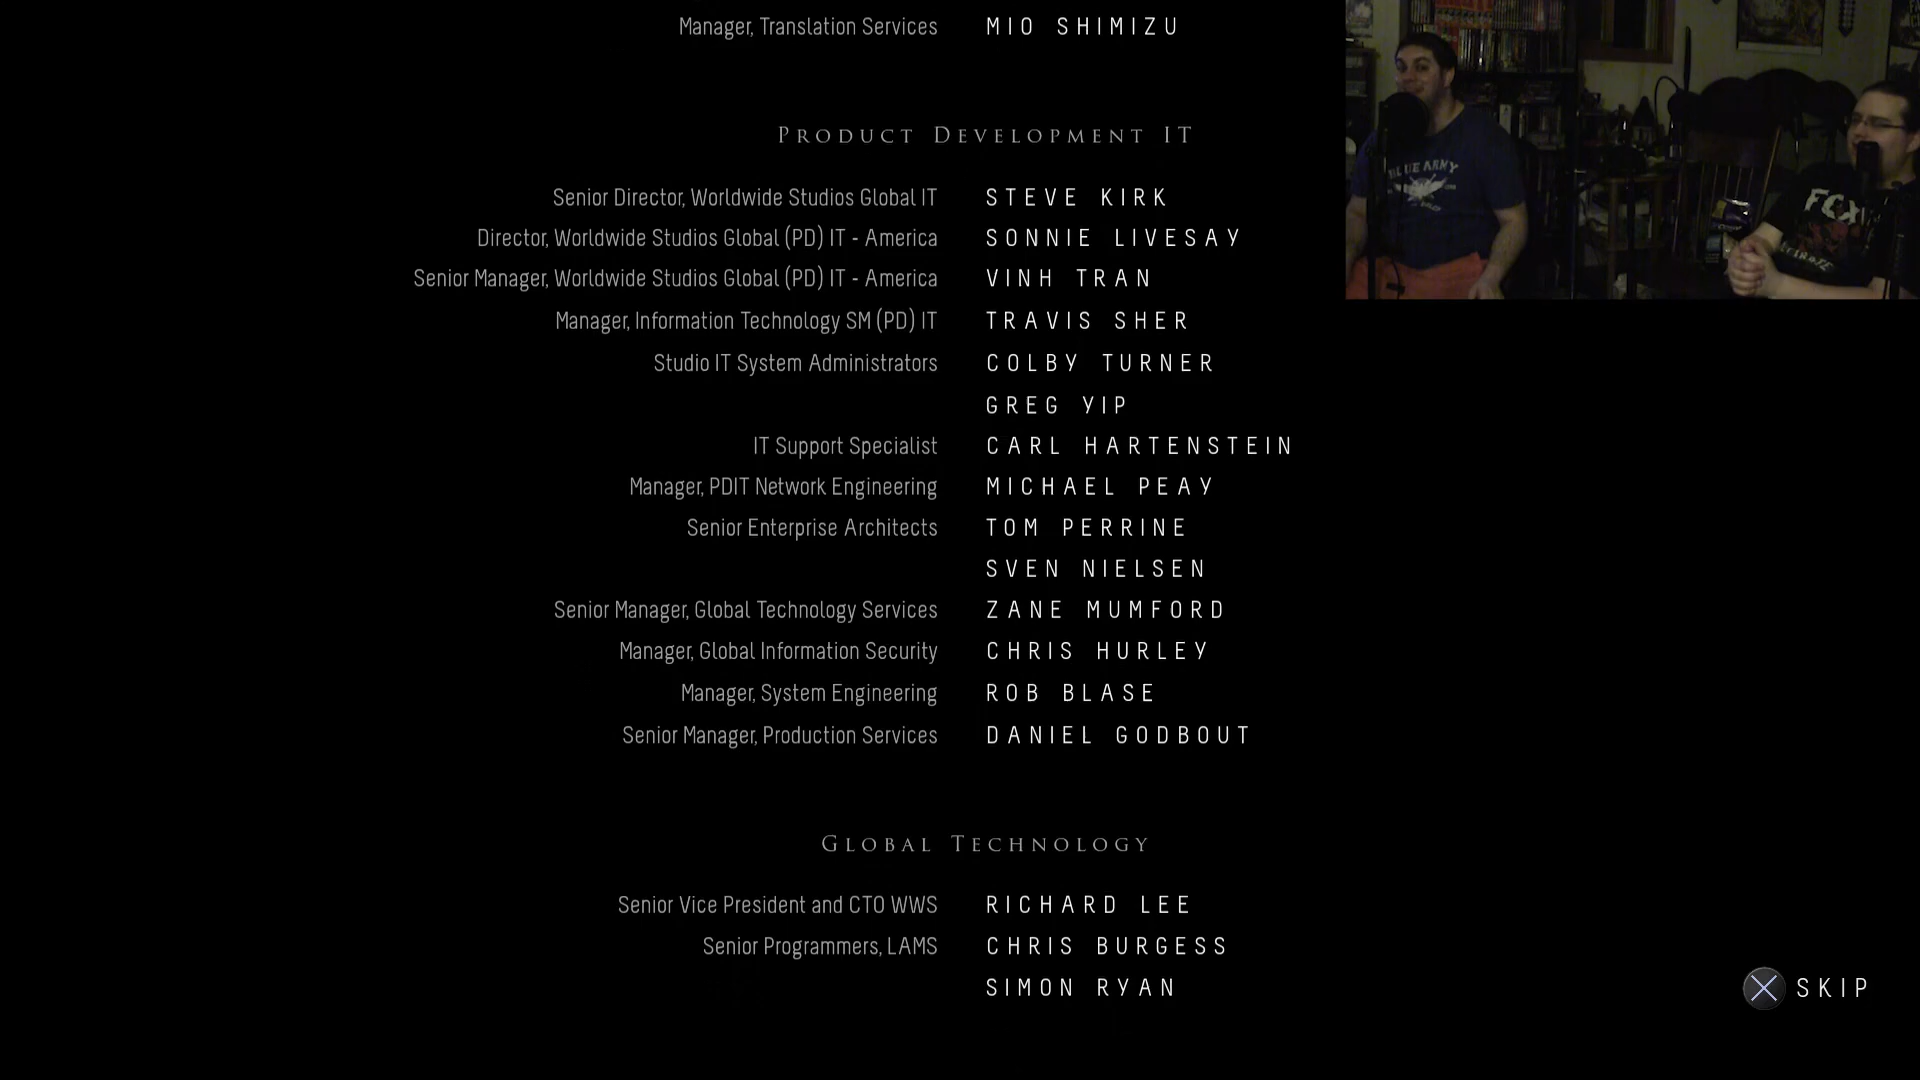 Manager, Translation Services MIO SHIMIZU
PRODUCT DEVELOPMENT IT
Senior Director, Worldwide Studios Global IT STEVE KIRK
Director, Worldwide Studios Global (PD) IT - America SONNIE LIVESAY
Senior Manager, Worldwide Studios Global (PD) IT - America VINH TRAN
Manager, Information Technology SM (PD) IT TRAVIS SHER
Studio IT System Administrators COLBY TURNER
GREG YIP
IT Support Specialist CARL HARTENSTEIN
Manager, PDIT Network Engineering MICHAEL PEAY
Senior Enterprise Architects TOM PERRINE
SVEN NIELSEN
Senior Manager, Global Technology Services ZANE MUMFORD
Manager, Global Information Security CHRIS HURLEY
Manager, System Engineering ROB BLASE
Senior Manager, Production Services DANIEL GODBOUT
GLOBAL TECHNOLOGY
Senior Vice President and CTO WWS RICHARD LEE
Senior Programmers, LAMS CHRIS BURGESS
SIMON RYAN
SKIP
BLUE ARMY